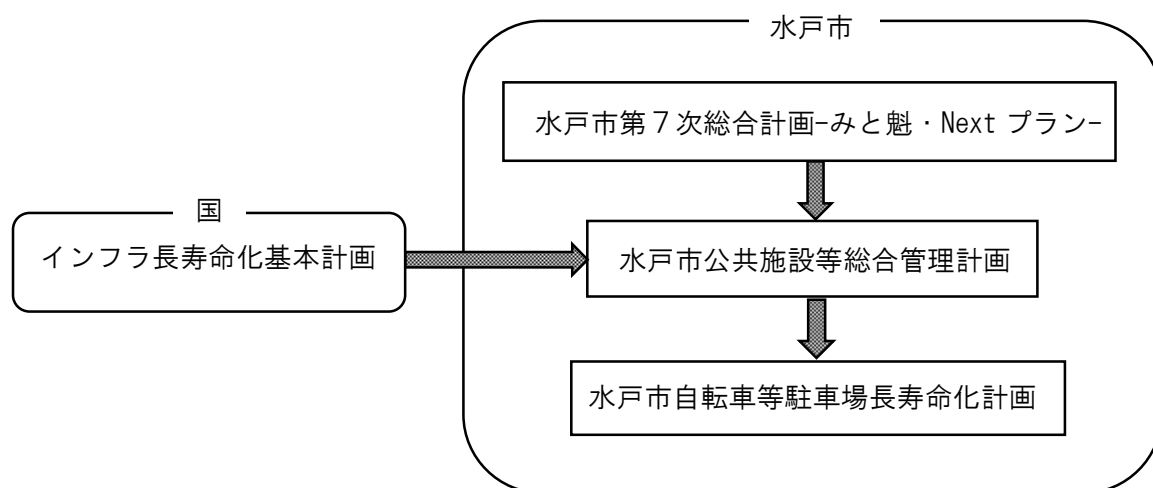 水戸市
水戸市第７次総合計画−みと魁・Next プラン−
国
インフラ長寿命化基本計画
水戸市公共施設等総合管理計画
水戸市自転車等駐車場長寿命化計画